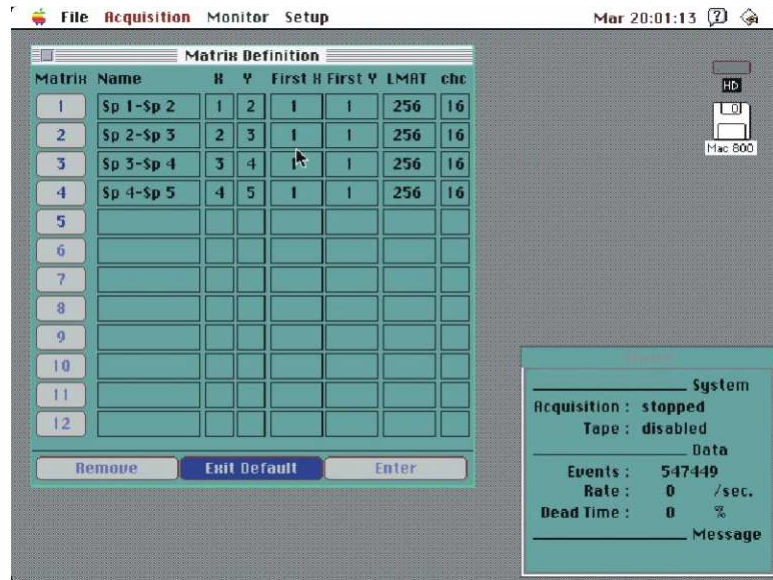 File Acquisition Monitor Setup Mar 20:01:13
Matrix Definition
Matrix Name X Y First X First Y LMAT chc
1 Sp 1-Sp 2 1 2 1 1 256 16
2 Sp 2-Sp 3 2 3 1 1 256 16
3 Sp 3-Sp 4 3 4 1 1 256 16
4 Sp 4-Sp 5 4 5 1 1 256 16
5
6
7
8
9
10
11
12
Remove Exit Default Enter
HD
Mac 800
System
Acquisition : stopped
Tape : disabled
Data
Events : 547449
Rate : 0 /sec.
Dead Time : 0 %
Message